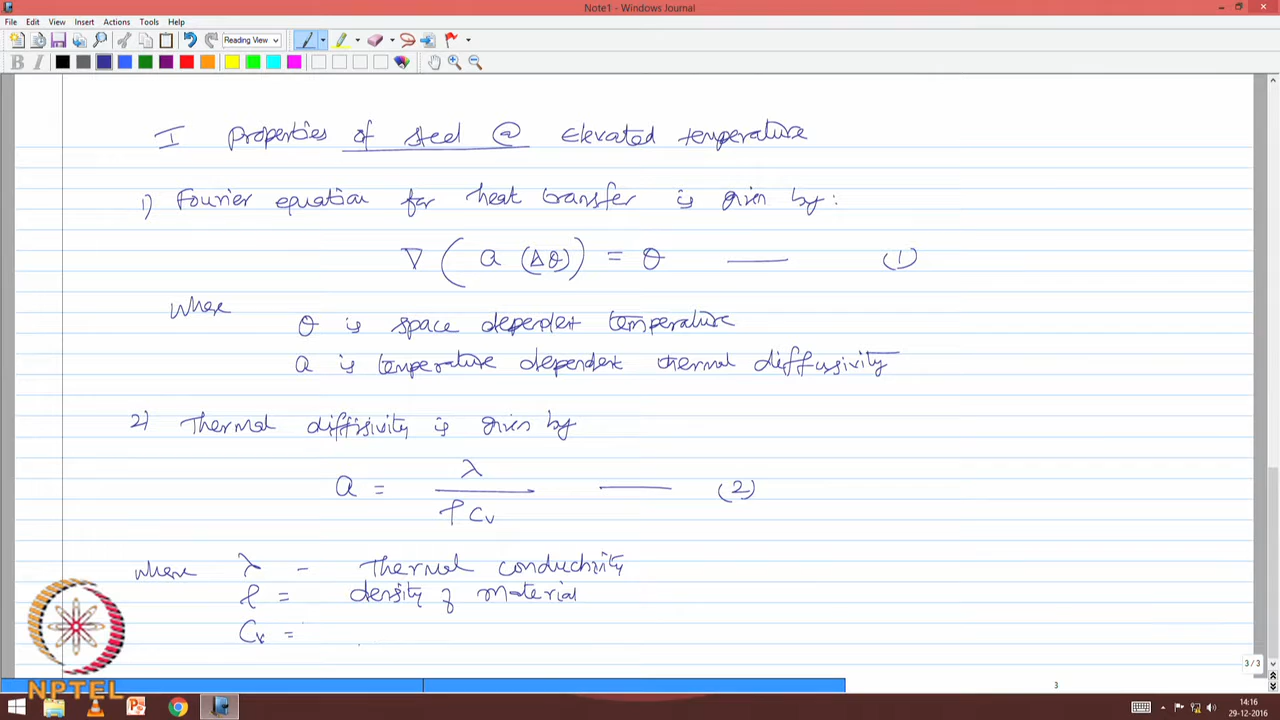 Note1 - Windows Journal
File Edit View Insert Actions Tools Help
Reading View
I Properties of steel @ Elevated temperature
1) Fourier equation for heat transfer is given by:
∇ ( a (Δθ)) = θ —— (1)
where
θ is space dependent temperature
a is temperature dependent thermal diffusivity
2) Thermal diffisivity is given by
a = λ / ρ Cv —— (2)
where λ - Thermal conductivity
ρ = density of material
Cv =
3/3
3
NPTEL
14:16
29-12-2016